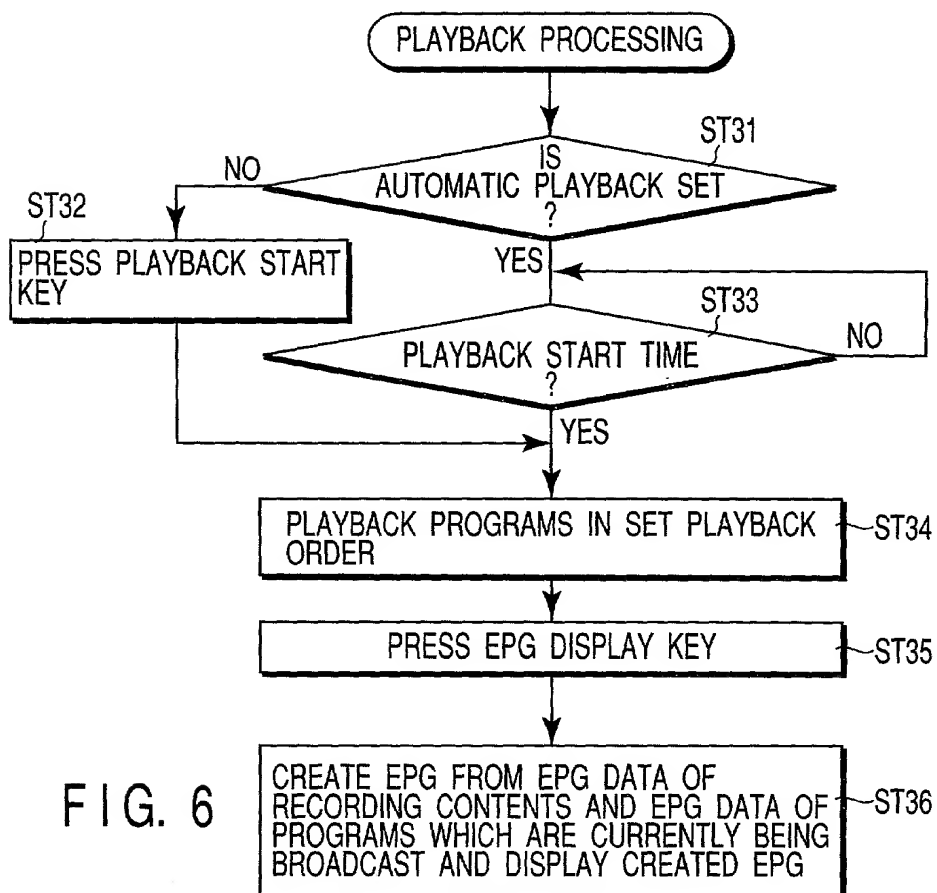 PLAYBACK PROCESSING
ST31
IS
AUTOMATIC PLAYBACK SET
?
NO
YES
ST32
PRESS PLAYBACK START
KEY
ST33
PLAYBACK START TIME
?
NO
YES
PLAYBACK PROGRAMS IN SET PLAYBACK
ORDER
ST34
PRESS EPG DISPLAY KEY
ST35
CREATE EPG FROM EPG DATA OF
RECORDING CONTENTS AND EPG DATA OF
PROGRAMS WHICH ARE CURRENTLY BEING
BROADCAST AND DISPLAY CREATED EPG
ST36
FIG. 6